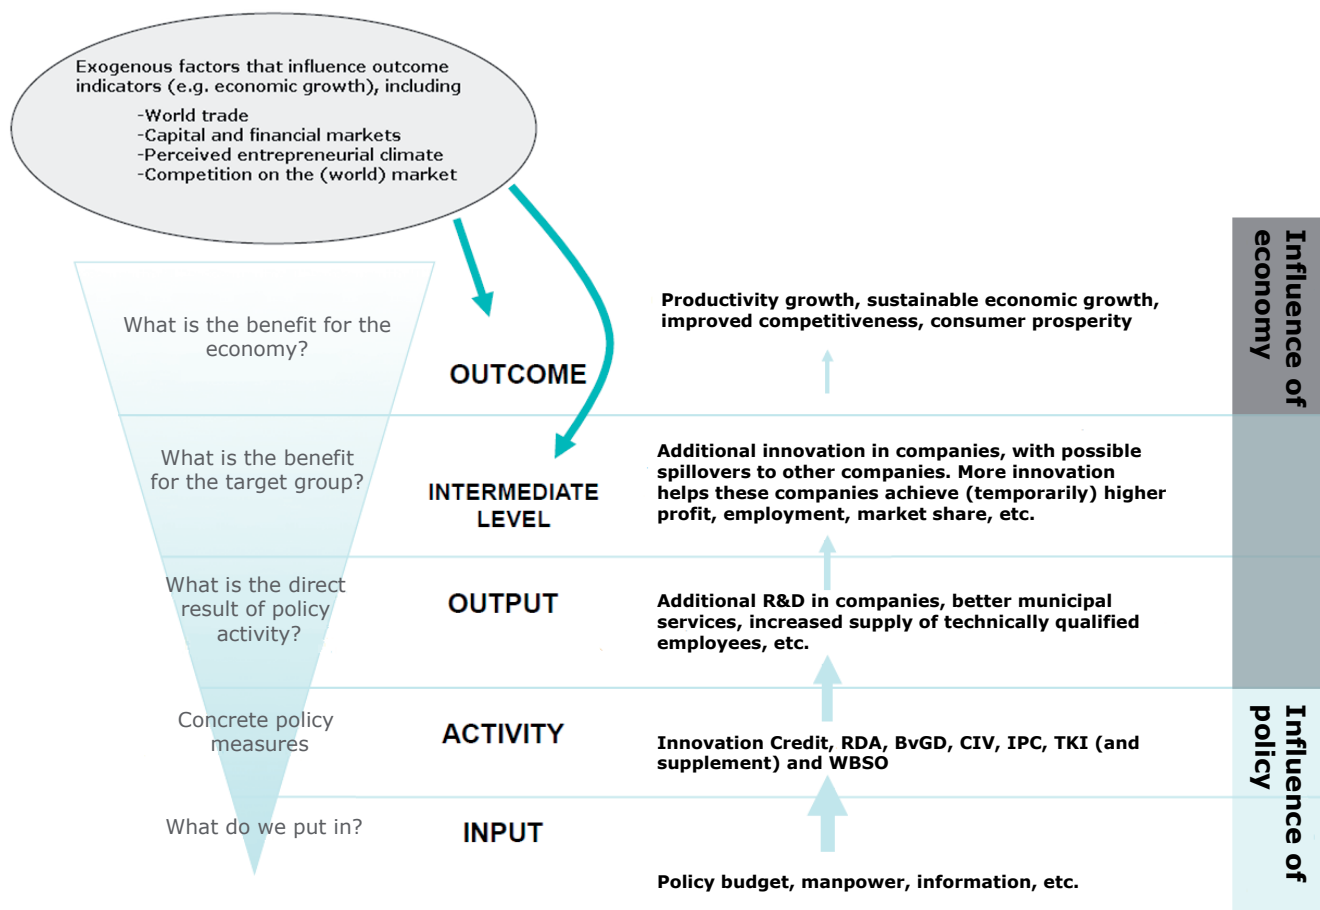 Exogenous factors that influence outcome
indicators (e.g. economic growth), including
-World trade
-Capital and financial markets
-Perceived entrepreneurial climate
-Competition on the (world) market
What is the benefit for the
economy?
OUTCOME
Productivity growth, sustainable economic growth,
improved competitiveness, consumer prosperity
Influence of
economy
What is the benefit
for the target group?
INTERMEDIATE
LEVEL
Additional innovation in companies, with possible
spillovers to other companies. More innovation
helps these companies achieve (temporarily) higher
profit, employment, market share, etc.
What is the direct
result of policy
activity?
OUTPUT
Additional R&D in companies, better municipal
services, increased supply of technically qualified
employees, etc.
Concrete policy
measures
ACTIVITY
Innovation Credit, RDA, BvGD, CIV, IPC, TKI (and
supplement) and WBSO
Influence of
policy
What do we put in?
INPUT
Policy budget, manpower, information, etc.